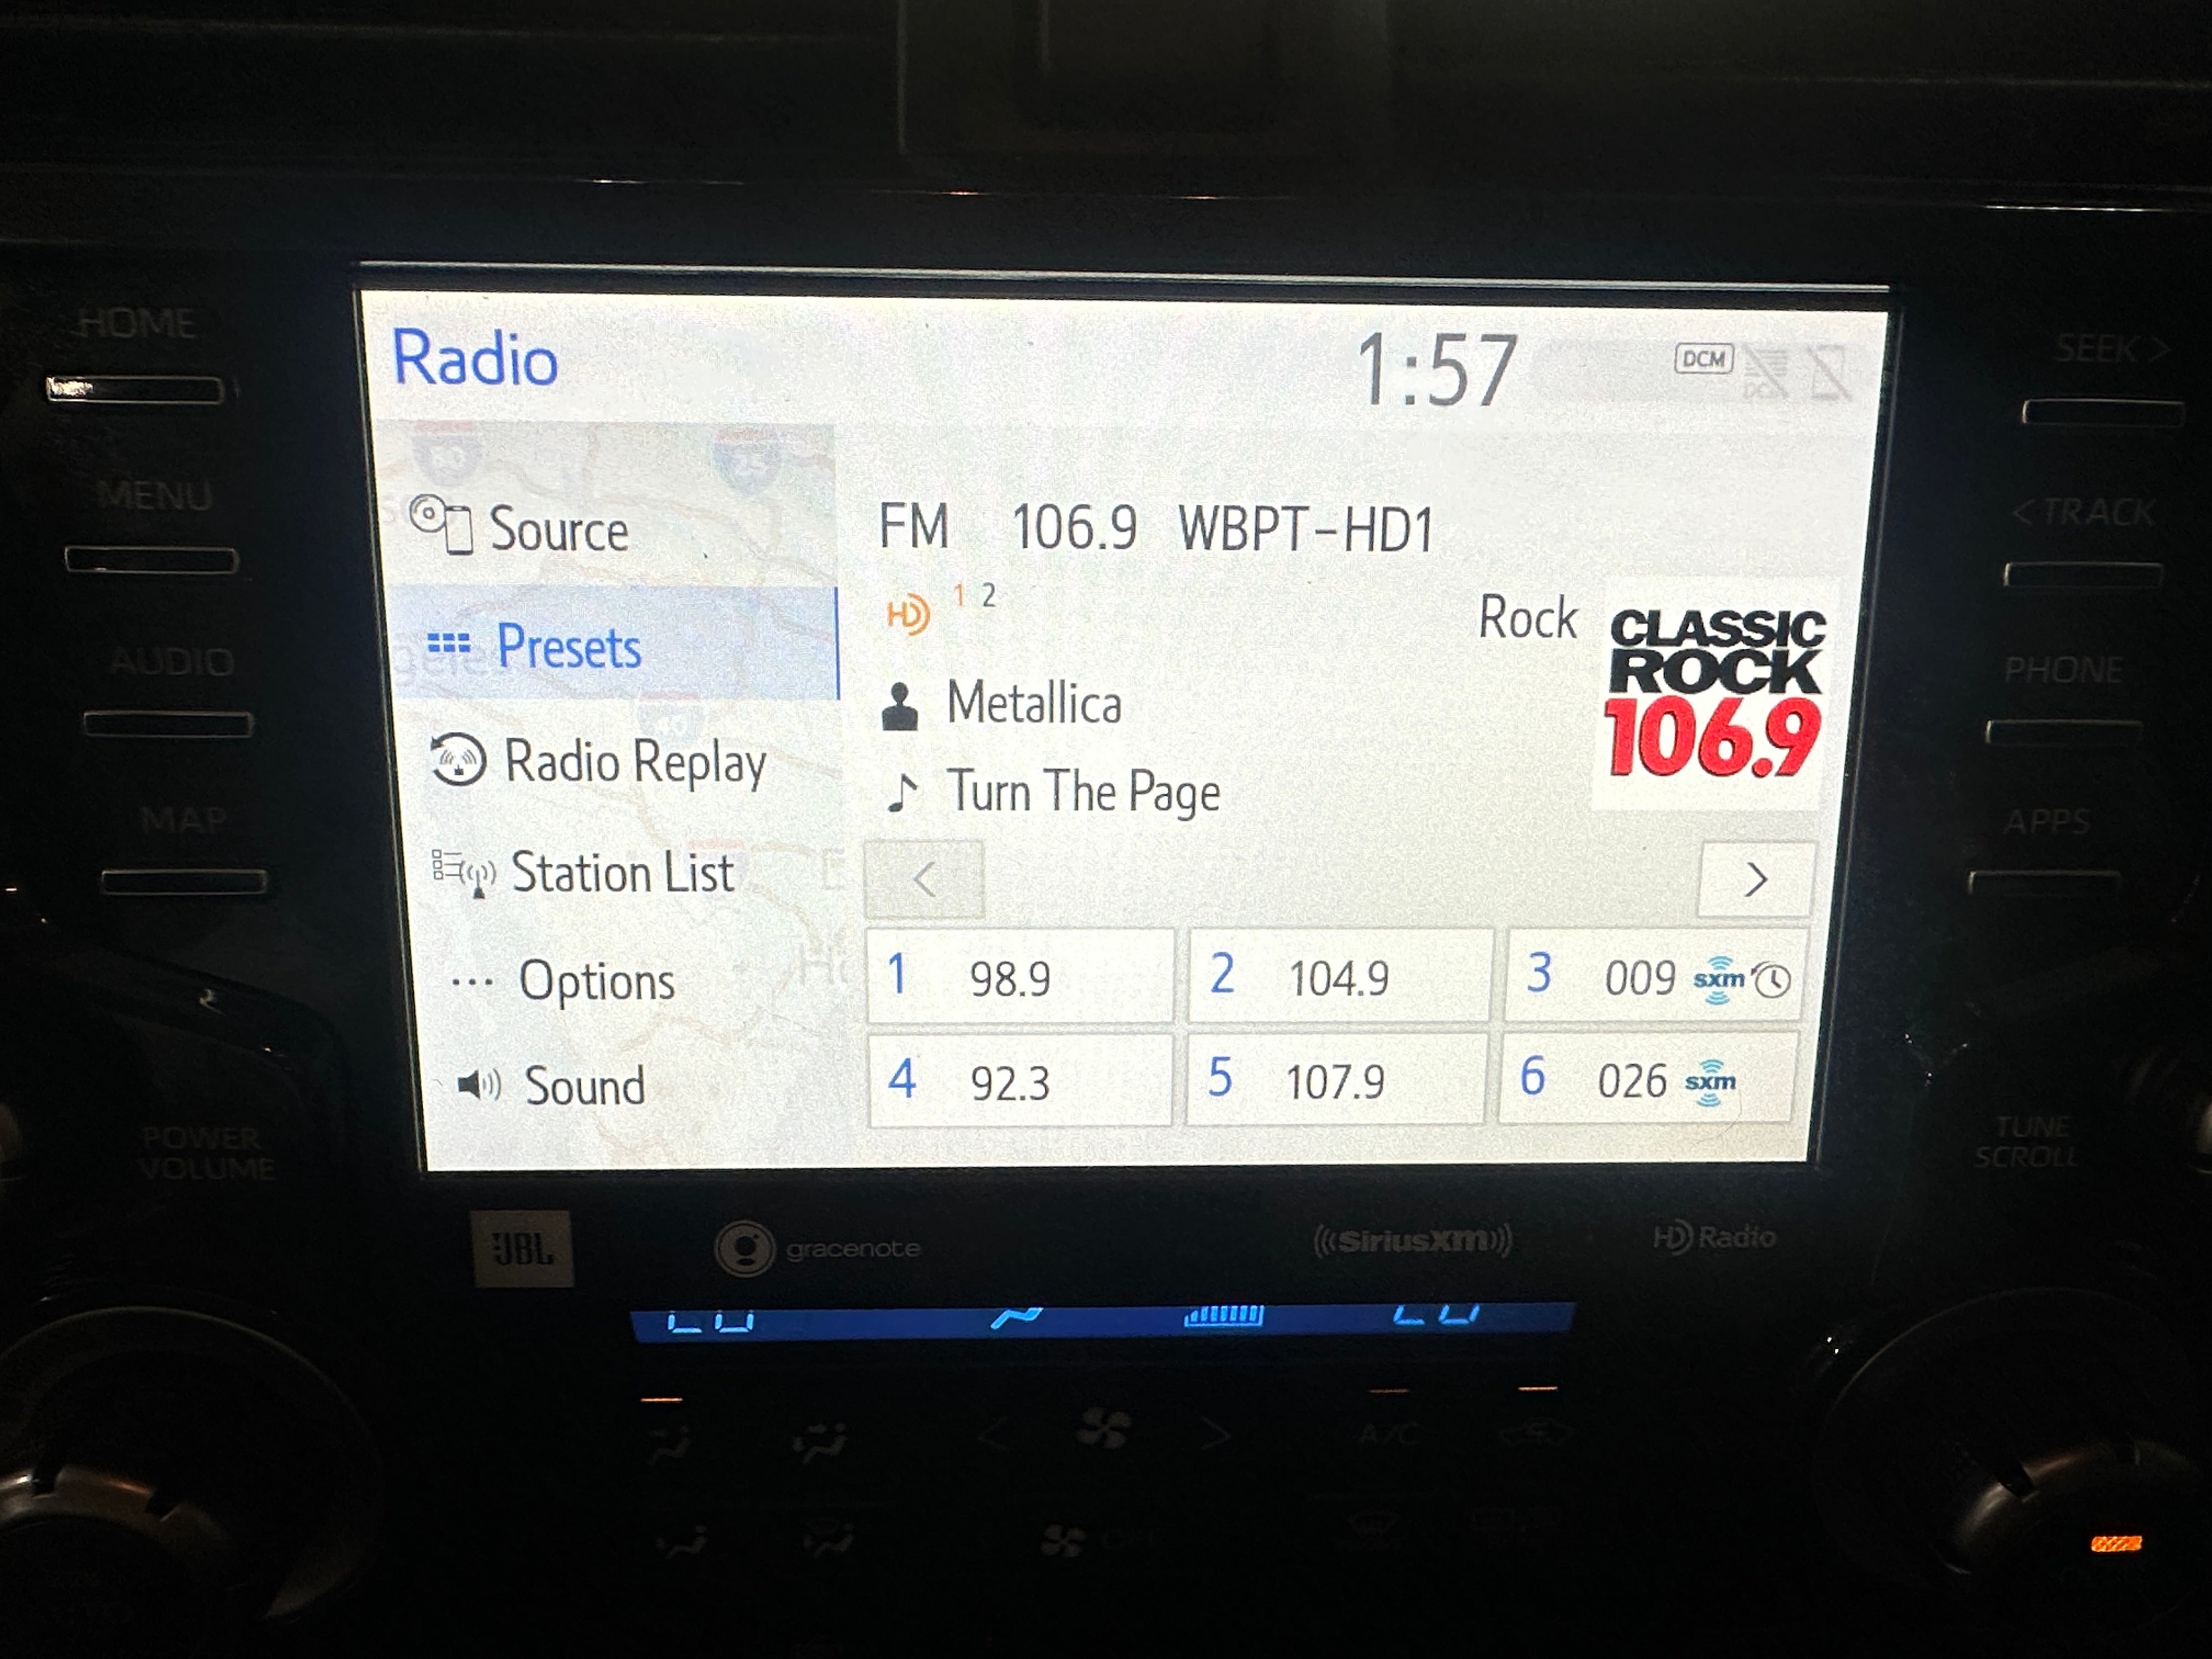 HOME
MENU
AUDIO
MAP
POWER
VOLUME
Radio
1:57
DCM
Source
Presets
Radio Replay
Station List
... Options
Sound
FM 106.9 WBPT-HD1
HD 1 2
Rock
CLASSIC
ROCK
106.9
Metallica
Turn The Page
< >
1 98.9 2 104.9 3 009 sxm
4 92.3 5 107.9 6 026 sxm
SEEK >
< TRACK
PHONE
APPS
TUNE
SCROLL
JBL gracenote ((SiriusXM)) HD Radio
A/C